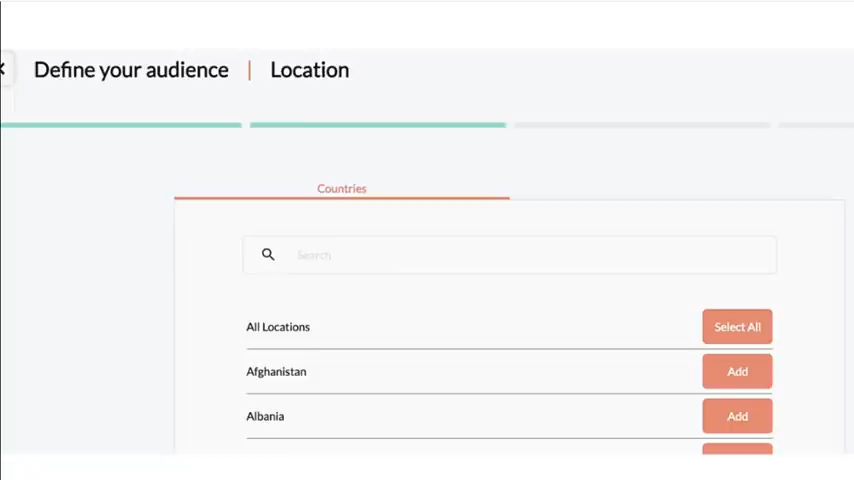 Define your audience | Location
Countries
Search
All Locations
Select All
Afghanistan
Add
Albania
Add